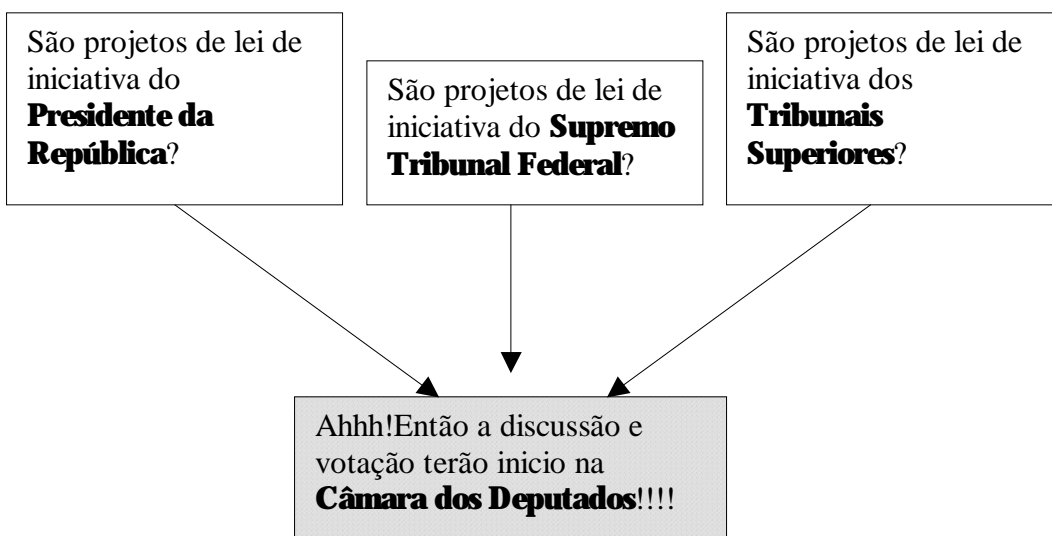 São projetos de lei de
iniciativa do
Presidente da
República?
São projetos de lei de
iniciativa do Supremo
Tribunal Federal?
São projetos de lei de
iniciativa dos
Tribunais
Superiores?
Ahhh!Então a discussão e
votação terão inicio na
Câmara dos Deputados!!!!